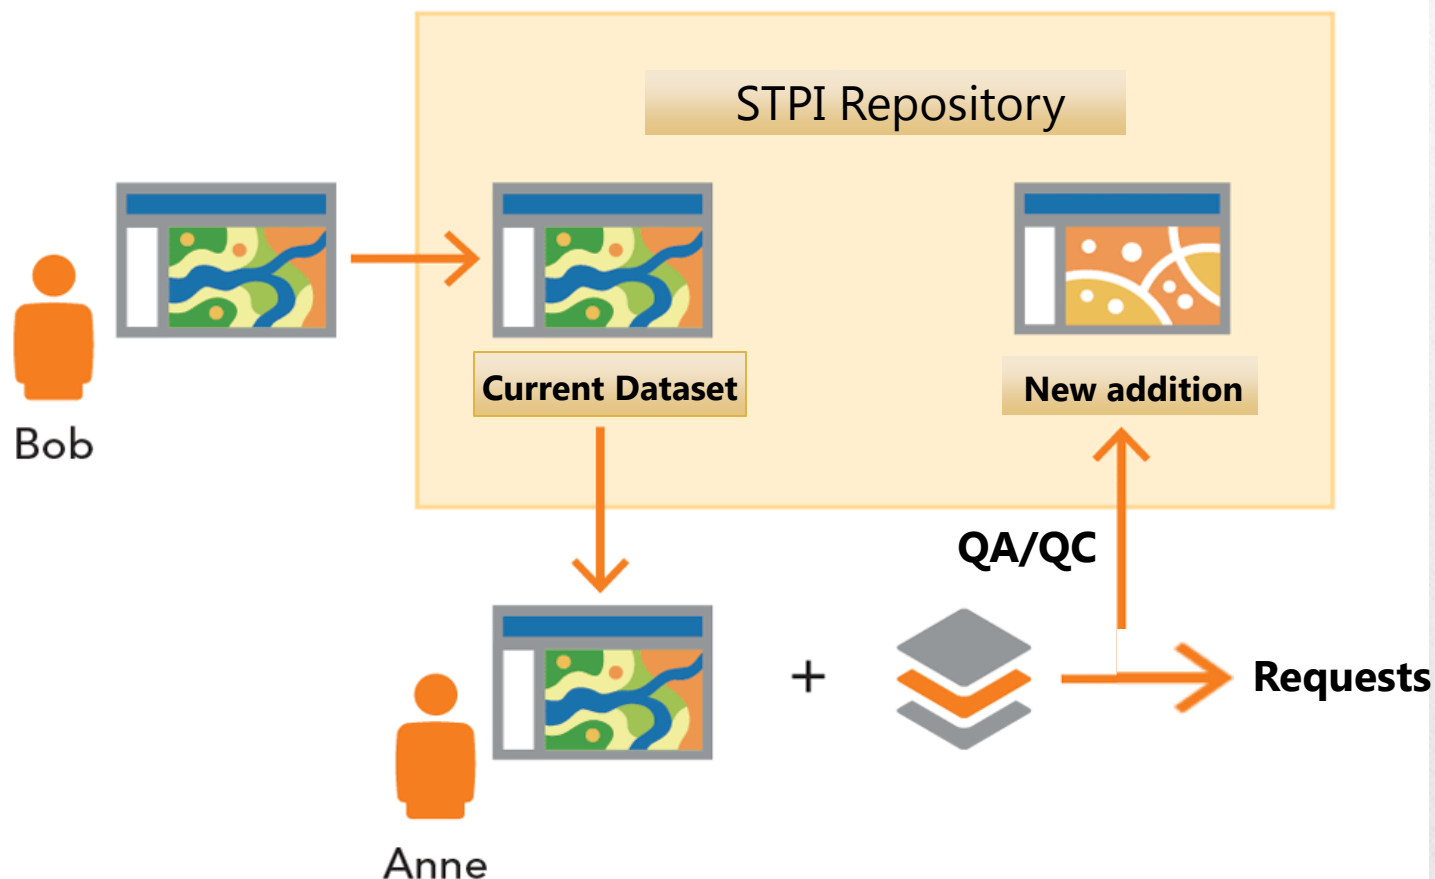 STPI Repository
Current Dataset
New addition
Bob
QA/QC
+
Requests
Anne